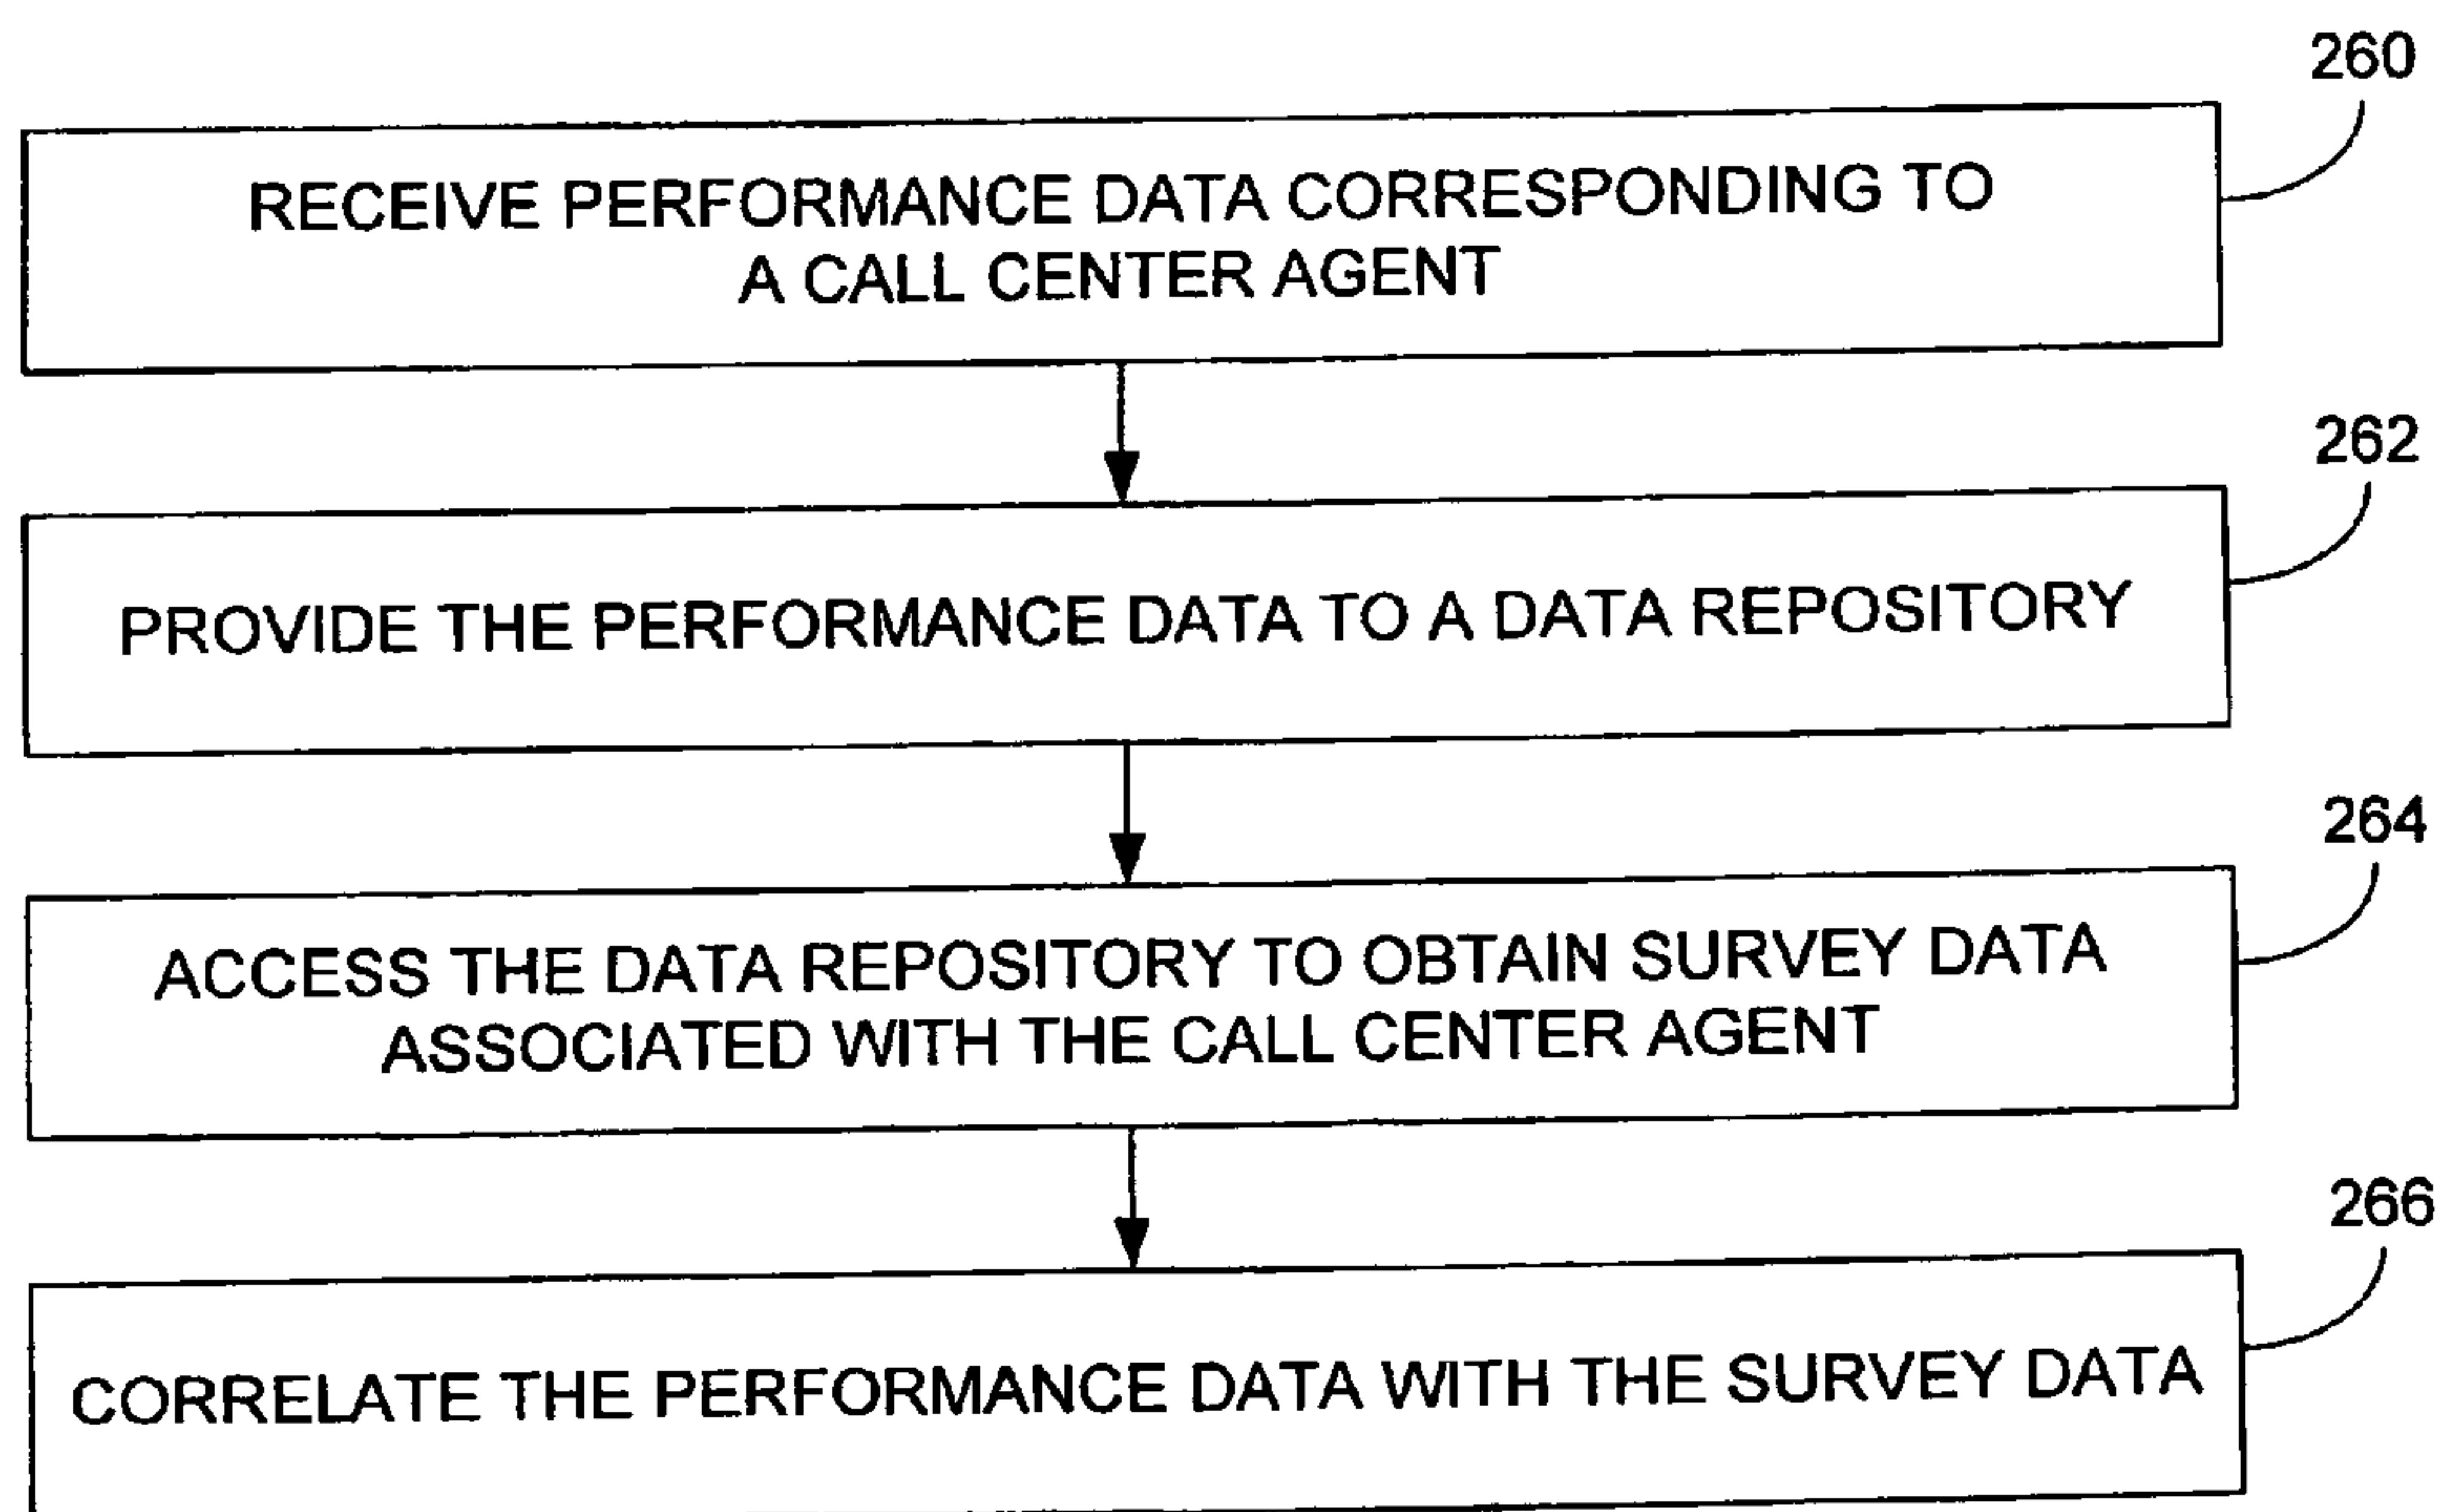 260
RECEIVE PERFORMANCE DATA CORRESPONDING TO
A CALL CENTER AGENT
262
PROVIDE THE PERFORMANCE DATA TO A DATA REPOSITORY
264
ACCESS THE DATA REPOSITORY TO OBTAIN SURVEY DATA
ASSOCIATED WITH THE CALL CENTER AGENT
266
CORRELATE THE PERFORMANCE DATA WITH THE SURVEY DATA